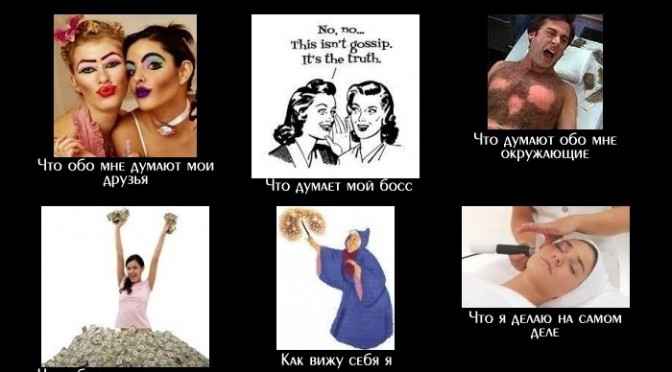 No, no...
This isn't gossip.
It's the truth.
Что обо мне думают мои
друзья
Что думает мой босс
Что думают обо мне
окружающие
Как вижу себя я
Что я делаю на самом
деле